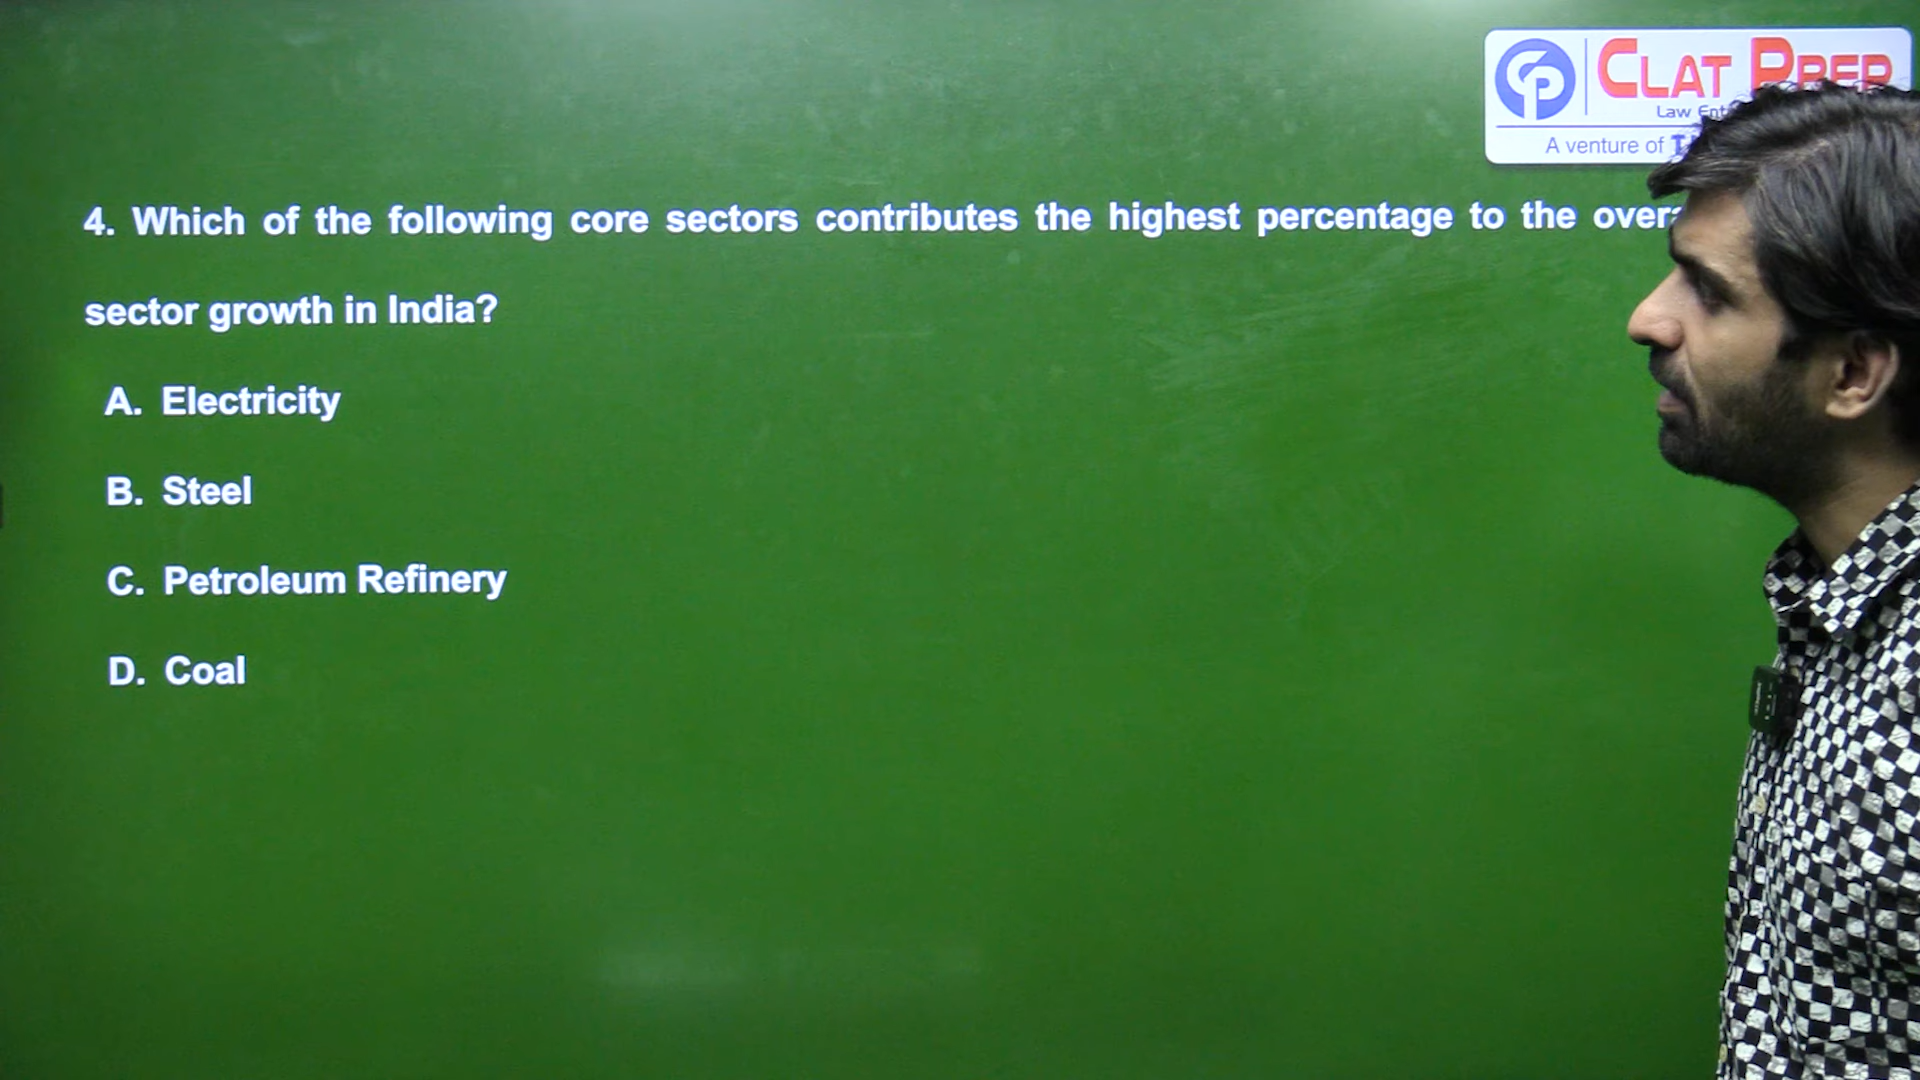 CLAT PREP
Law
A venture of
4. Which of the following core sectors contributes the highest percentage to the
sector growth in India?
A. Electricity
B. Steel
C. Petroleum Refinery
D. Coal